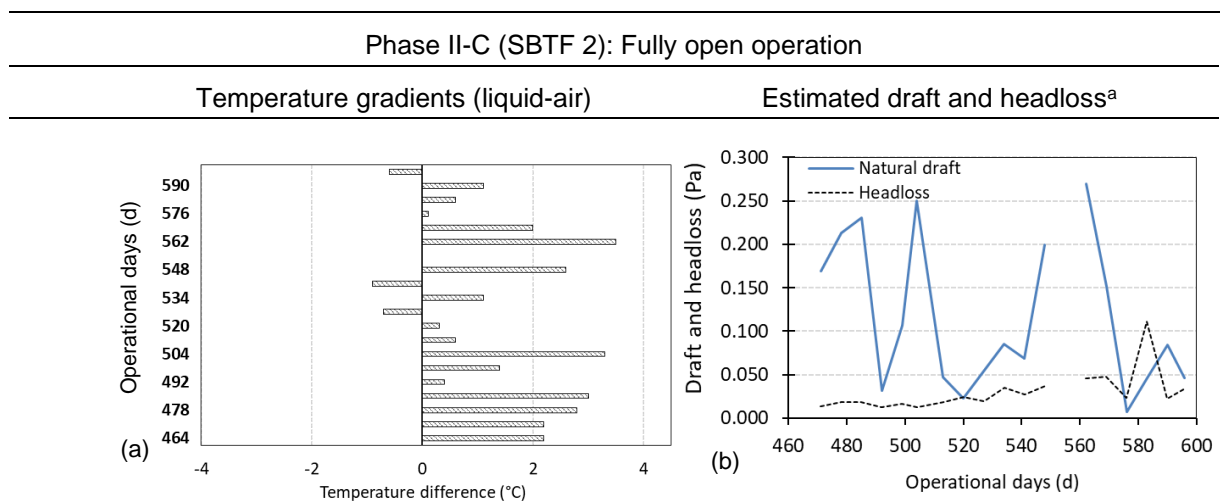 Phase II-C (SBTF 2): Fully open operation
Temperature gradients (liquid-air)
Estimated draft and headlossᵃ
Operational days (d)
590
576
562
548
534
520
504
492
478
464
(a)
-4 -2 0 2 4
Temperature difference (°C)
Draft and headloss (Pa)
0.300
0.250
0.200
0.150
0.100
0.050
0.000
Natural draft
Headloss
(b)
460 480 500 520 540 560 580 600
Operational days (d)